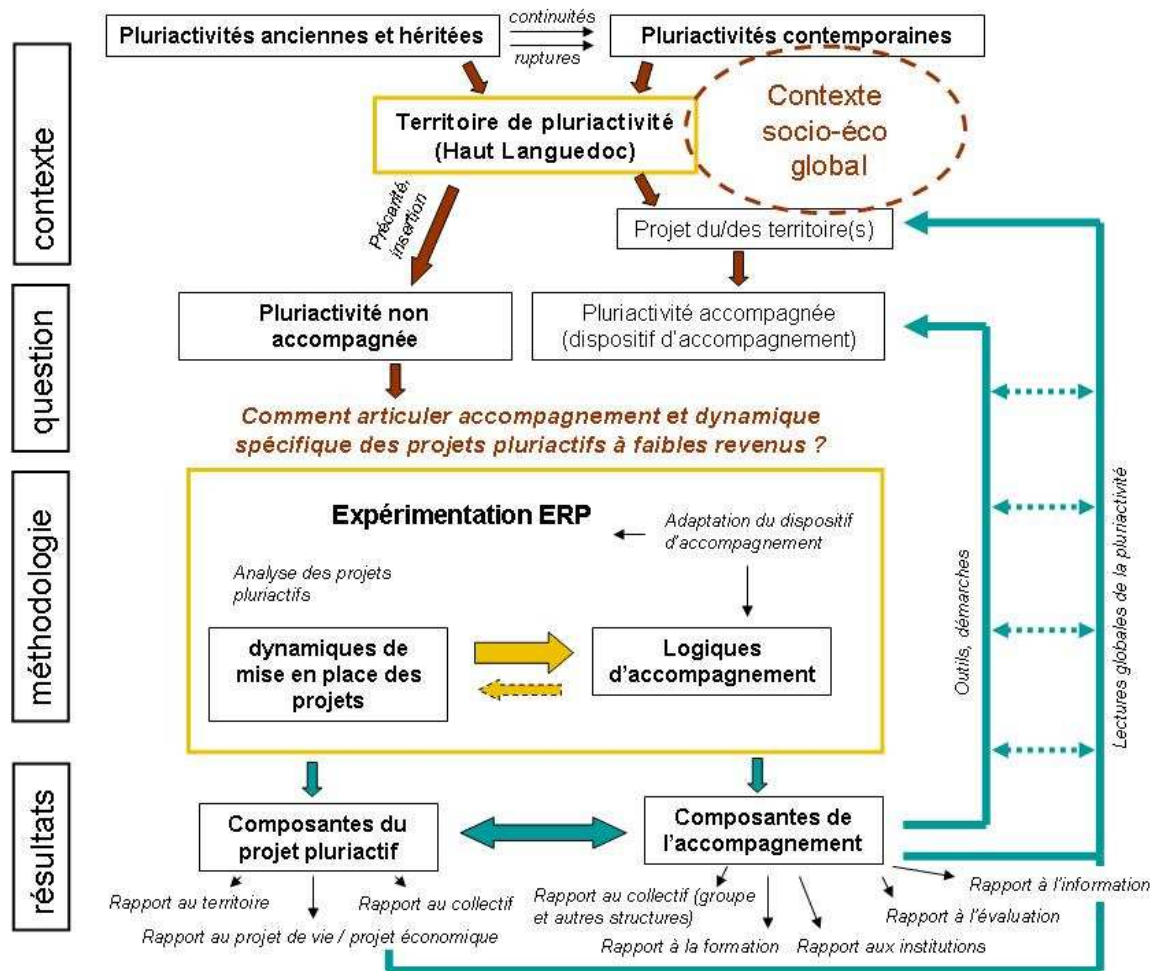 contexte
Pluriactivités anciennes et héritées
continuités
ruptures
Pluriactivités contemporaines
Contexte
socio-éco
global
Territoire de pluriactivité
(Haut Languedoc)
Précarité,
insertion
Projet du/des territoire(s)
question
Pluriactivité non
accompagnée
Pluriactivité accompagnée
(dispositif d'accompagnement)
Comment articuler accompagnement et dynamique
spécifique des projets pluriactifs à faibles revenus ?
méthodologie
Expérimentation ERP
Adaptation du dispositif
d'accompagnement
Analyse des projets
pluriactifs
dynamiques de
mise en place des
projets
Logiques
d'accompagnement
Outils, démarches
Lectures globales de la pluriactivité
résultats
Composantes du
projet pluriactif
Composantes de
l'accompagnement
Rapport au territoire
Rapport au collectif
Rapport au projet de vie / projet économique
Rapport au collectif (groupe
et autres structures)
Rapport à la formation
Rapport aux institutions
Rapport à l'évaluation
Rapport à l'information